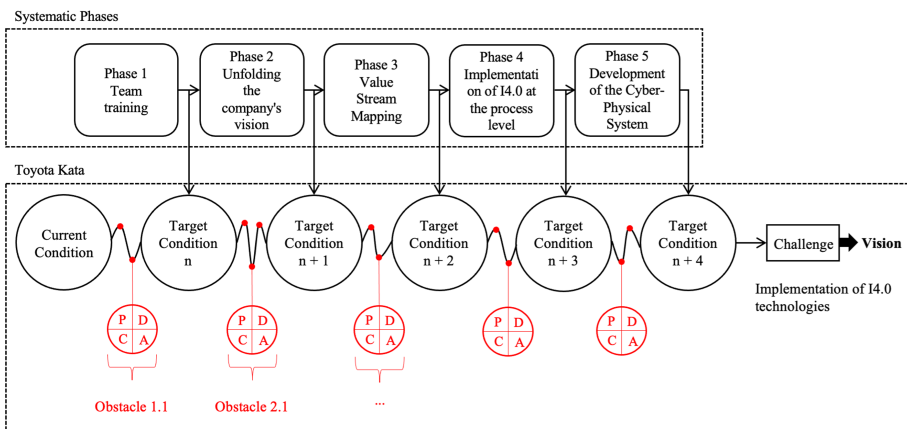 Systematic Phases
Phase 1
Team
training
Phase 2
Unfolding
the
company's
vision
Phase 3
Value
Stream
Mapping
Phase 4
Implementati
on of I4.0 at
the process
level
Phase 5
Development
of the Cyber-
Physical
System
Toyota Kata
Current
Condition
Target
Condition
n
Target
Condition
n + 1
Target
Condition
n + 2
Target
Condition
n + 3
Target
Condition
n + 4
Challenge
Vision
Implementation of I4.0
technologies
P D
C A
P D
C A
P D
C A
P D
C A
P D
C A
Obstacle 1.1
Obstacle 2.1
...